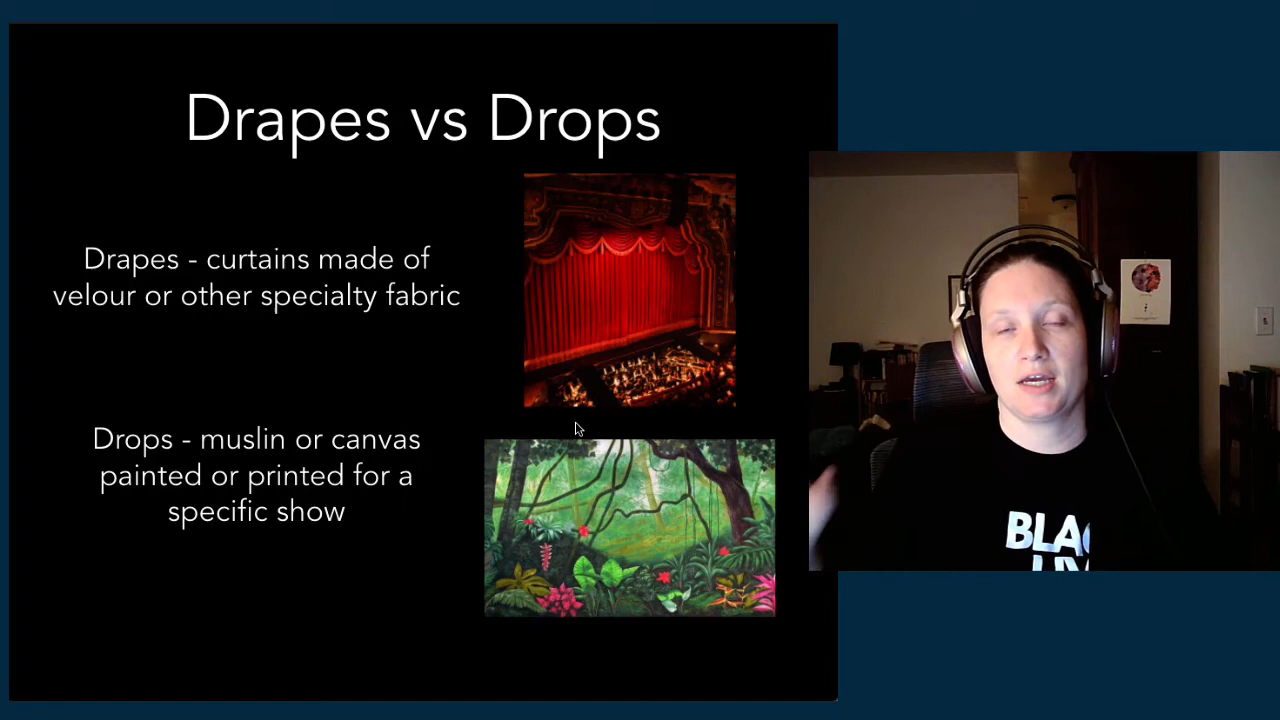 Drapes vs Drops
Drapes - curtains made of
velour or other specialty fabric
Drops - muslin or canvas
painted or printed for a
specific show